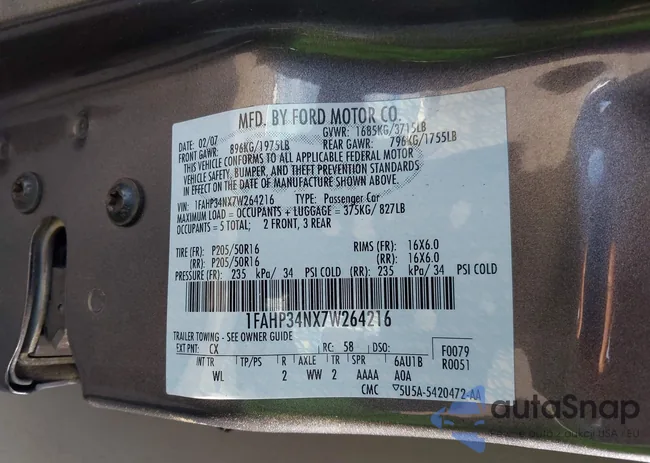 MFD. BY FORD MOTOR CO.
DATE: 02/07 GVWR: 1685KG/3715LB
FRONT GAWR: 896KG/1975LB REAR GAWR: 796KG/1755LB
THIS VEHICLE CONFORMS TO ALL APPLICABLE FEDERAL MOTOR
VEHICLE SAFETY, BUMPER, AND THEFT PREVENTION STANDARDS
IN EFFECT ON THE DATE OF MANUFACTURE SHOWN ABOVE.
VIN: 1FAHP34NX7W264216 TYPE: Passenger Car
MAXIMUM LOAD = OCCUPANTS + LUGGAGE = 375KG/ 827LB
OCCUPANTS = 5 TOTAL: 2 FRONT, 3 REAR
TIRE (FR): P205/50R16 RIMS (FR): 16X6.0
(RR): P205/50R16 (RR): 16X6.0
PRESSURE (FR): 235 kPa/ 34 PSI COLD (RR): 235 kPa/ 34 PSI COLD
1FAHP34NX7W264216
TRAILER TOWING - SEE OWNER GUIDE
EXT PNT: CX RC: 58 DSO: F0079
INT TR TP/PS R AXLE TR SPR 6AU1B R0051
WL 2 WW 2 AAAA A0A
CMC 5U5A-5420472-AA
autoSnap